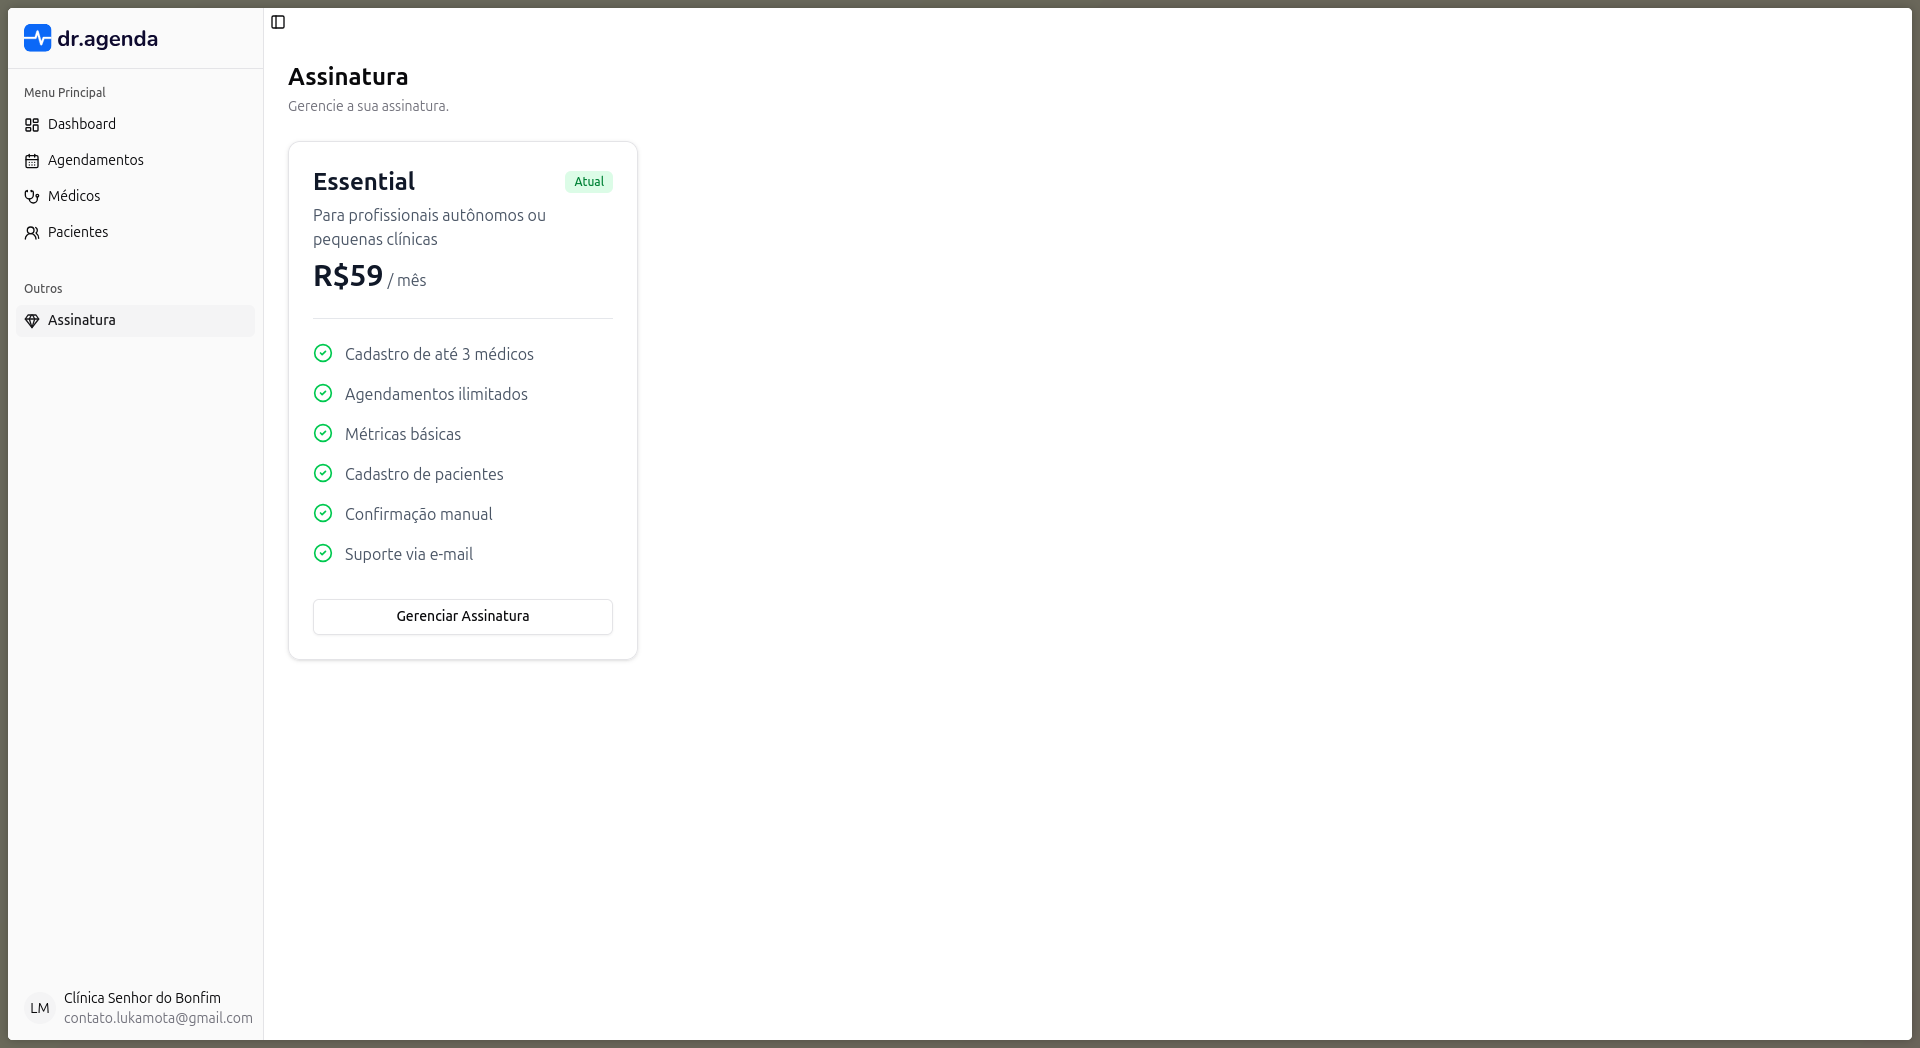 dr.agenda
Menu Principal
Dashboard
Agendamentos
Médicos
Pacientes
Outros
Assinatura
Clínica Senhor do Bonfim
LM
contato.lukamota@gmail.com
Assinatura
Gerencie a sua assinatura.
Essential
Atual
Para profissionais autônomos ou
pequenas clínicas
R$59 / mês
Cadastro de até 3 médicos
Agendamentos ilimitados
Métricas básicas
Cadastro de pacientes
Confirmação manual
Suporte via e-mail
Gerenciar Assinatura